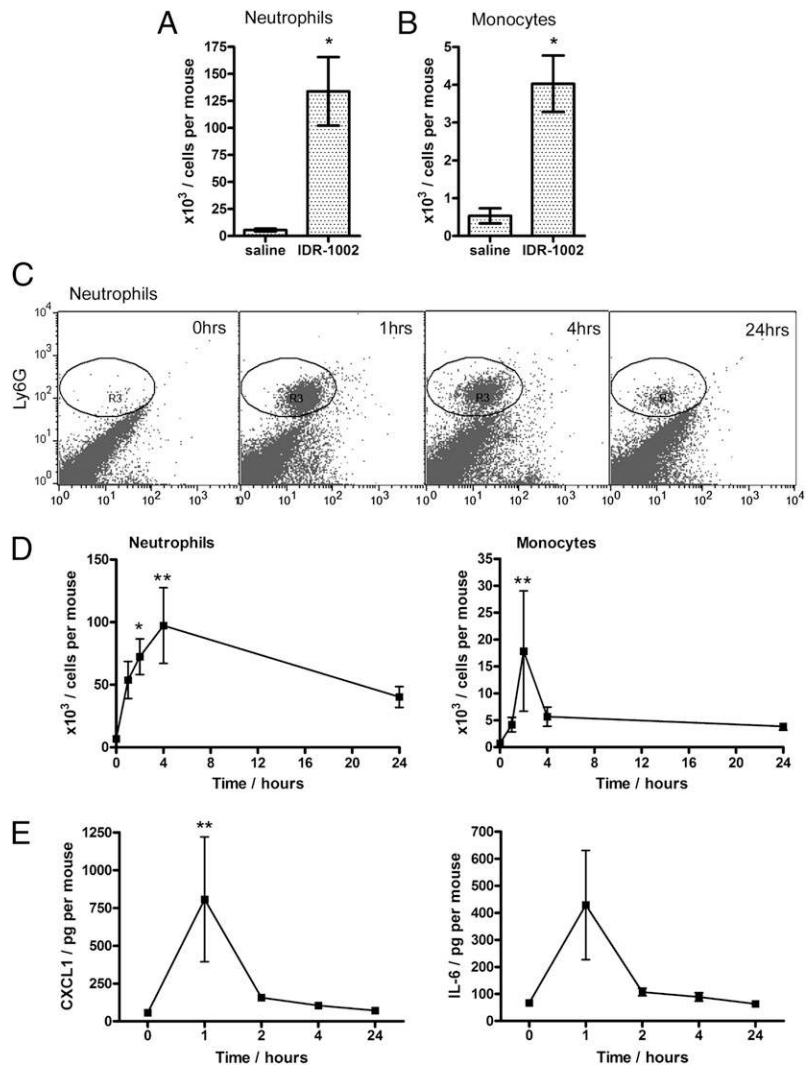 A Neutrophils
x10³ / cells per mouse
175
150
125
100
75
50
25
0
*
saline IDR-1002
B Monocytes
x10³ / cells per mouse
5
4
3
2
1
0
*
saline IDR-1002
C
Neutrophils
Ly6G
10⁴
10³
10²
10¹
10⁰
0hrs 1hrs 4hrs 24hrs
R3 R3 R3 R3
10⁰ 10¹ 10² 10³ 10⁰ 10¹ 10² 10³ 10⁰ 10¹ 10² 10³ 10⁰ 10¹ 10² 10³ 10⁴
D
Neutrophils
x10³ / cells per mouse
150
100
50
0
* **
0 4 8 12 16 20 24
Time / hours
Monocytes
x10³ / cells per mouse
35
30
25
20
15
10
5
0
**
0 4 8 12 16 20 24
Time / hours
E
CXCL1 / pg per mouse
1250
1000
750
500
250
0
**
0 1 2 4 24
Time / hours
IL-6 / pg per mouse
700
600
500
400
300
200
100
0
0 1 2 4 24
Time / hours